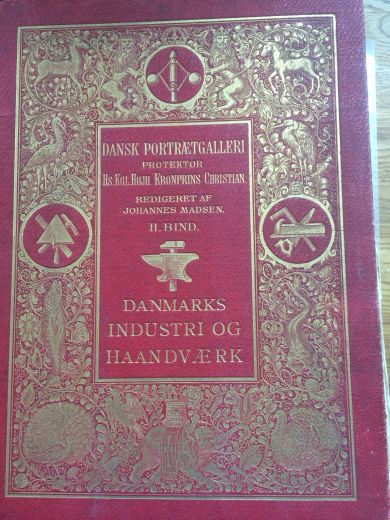 DANSK PORTRÆTGALLERI
PROTEKTOR
HS. KGL. HØJH KRONPRINS CHRISTIAN.
REDIGERET AF
JOHANNES MADSEN.
II. BIND.
DANMARKS
INDUSTRI OG
HAANDVÆRK